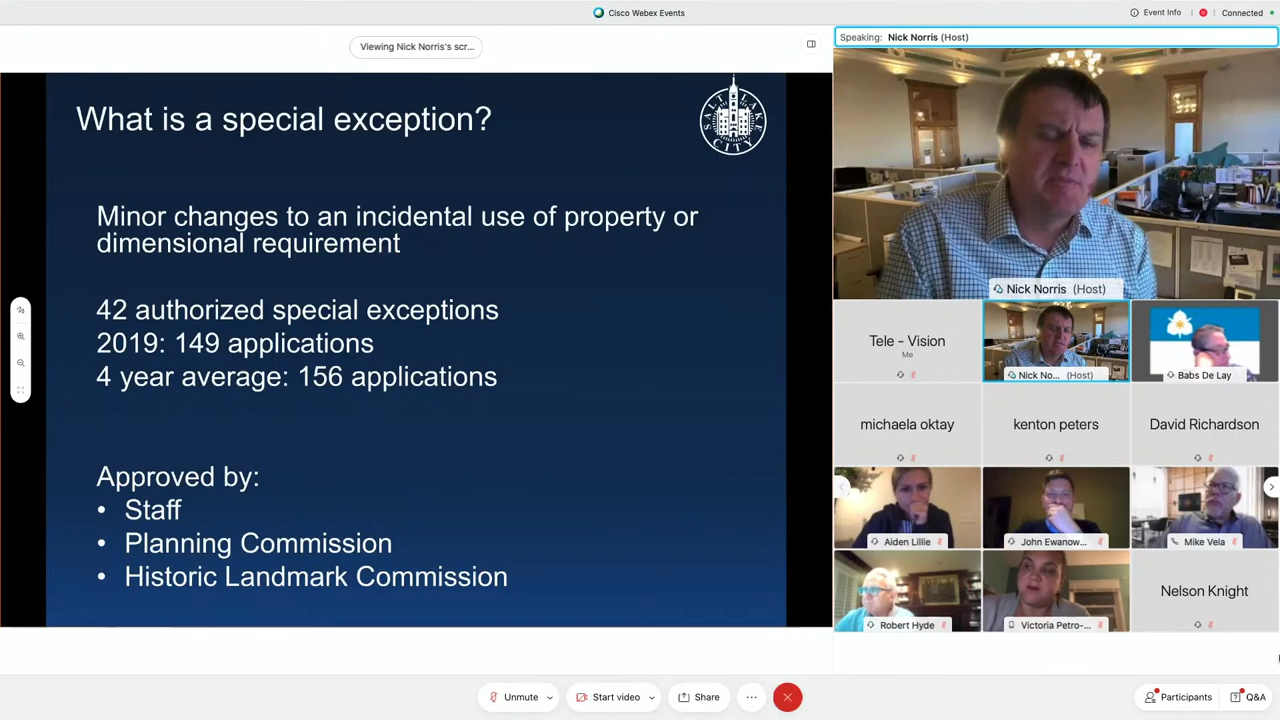 Cisco Webex Events
Event Info
Connected
Viewing Nick Norris's scr...
Speaking: Nick Norris (Host)
What is a special exception?
SALT LAKE
CITY
Minor changes to an incidental use of property or
dimensional requirement
42 authorized special exceptions
2019: 149 applications
4 year average: 156 applications
Approved by:
• Staff
• Planning Commission
• Historic Landmark Commission
Nick Norris (Host)
Tele - Vision
Me
Nick No... (Host)
Babs De Lay
michaela oktay
kenton peters
David Richardson
Aiden Lillie
John Ewanow...
Mike Vela
Robert Hyde
Victoria Petro-...
Nelson Knight
Unmute
Start video
Share
Participants
Q&A